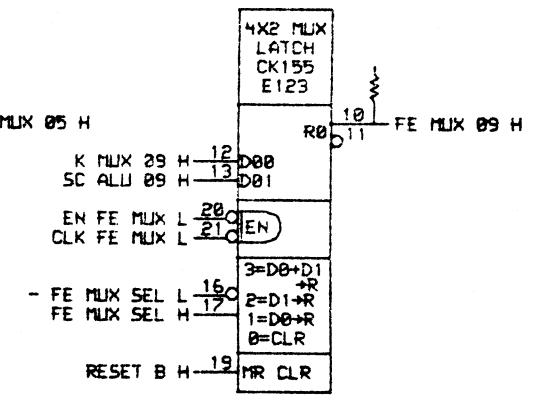 4X2 MUX
LATCH
CK155
E123
MUX 05 H
R0 10 FE MUX 09 H
11
K MUX 09 H 12 D00
SC ALU 09 H 13 D01
EN FE MUX L 20 EN
CLK FE MUX L 21
3=D0+D1
→R
- FE MUX SEL L 16 2=D1→R
FE MUX SEL H 17 1=D0→R
0=CLR
RESET B H 19 MR CLR